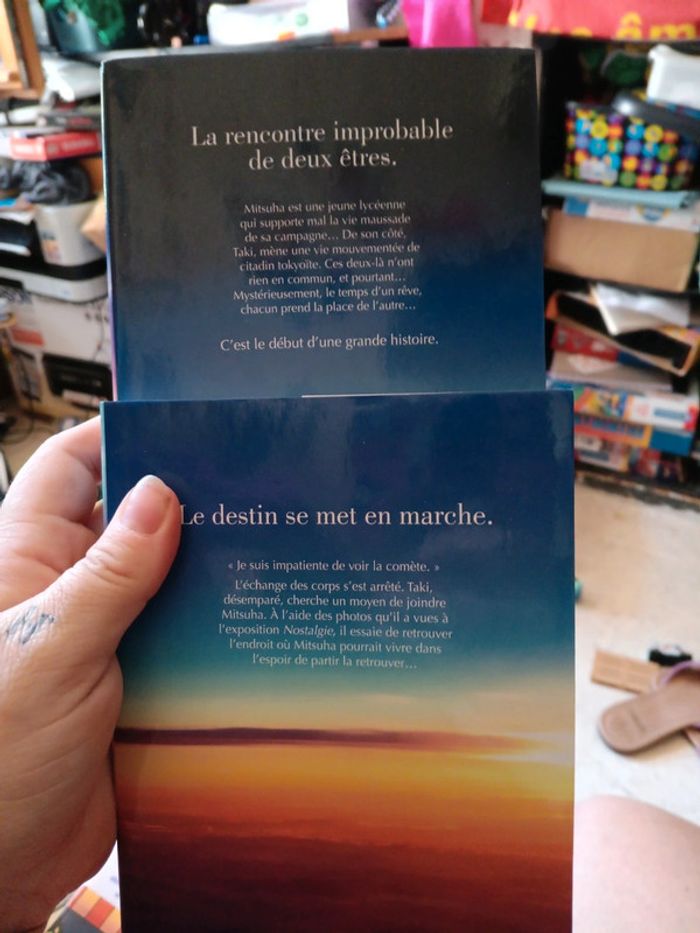 La rencontre improbable
de deux êtres.
Mitsuha est une jeune lycéenne
qui supporte mal la vie maussade
de sa campagne... De son côté,
Taki, mène une vie mouvementée de
citadin tokyoïte. Ces deux-là n'ont
rien en commun, et pourtant...
Mystérieusement, le temps d'un rêve,
chacun prend la place de l'autre...
C'est le début d'une grande histoire.
Le destin se met en marche.
« Je suis impatiente de voir la comète. »
L'échange des corps s'est arrêté. Taki,
désemparé, cherche un moyen de joindre
Mitsuha. À l'aide des photos qu'il a vues à
l'exposition Nostalgie, il essaie de retrouver
l'endroit où Mitsuha pourrait vivre dans
l'espoir de partir la retrouver...